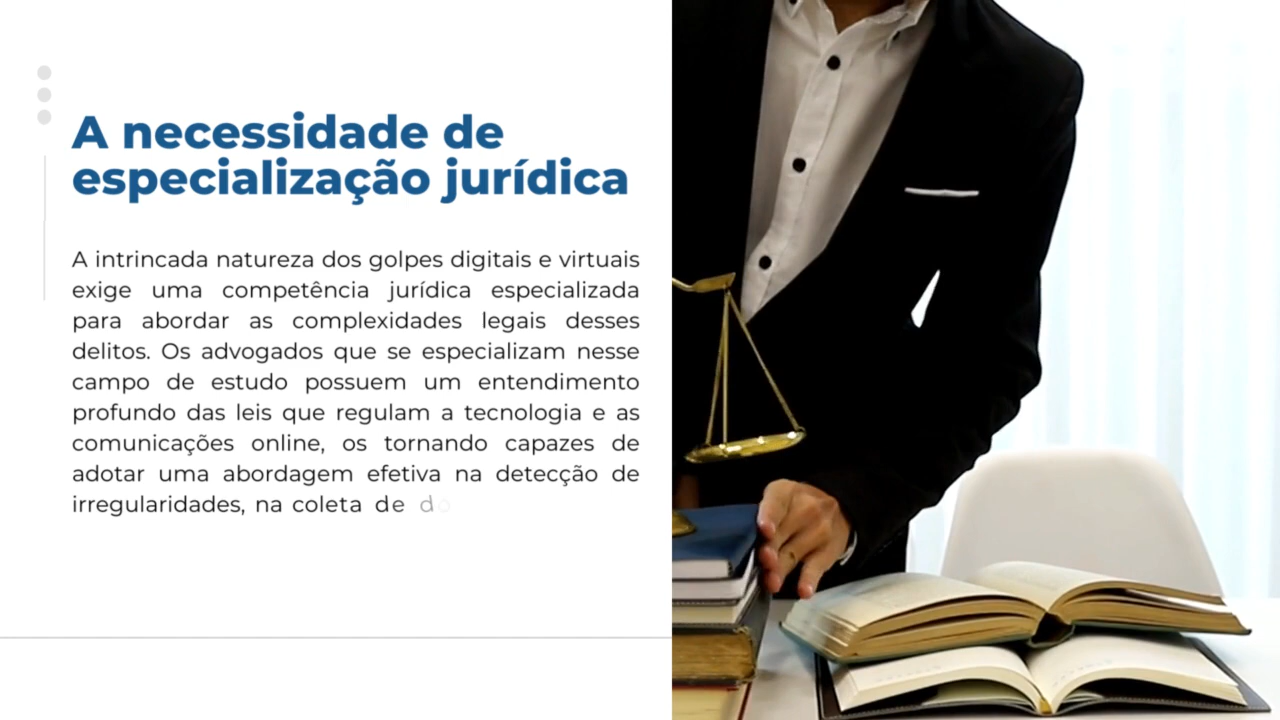 A necessidade de
especialização jurídica
A intrincada natureza dos golpes digitais e virtuais
exige uma competência jurídica especializada
para abordar as complexidades legais desses
delitos. Os advogados que se especializam nesse
campo de estudo possuem um entendimento
profundo das leis que regulam a tecnologia e as
comunicações online, os tornando capazes de
adotar uma abordagem efetiva na detecção de
irregularidades, na coleta de